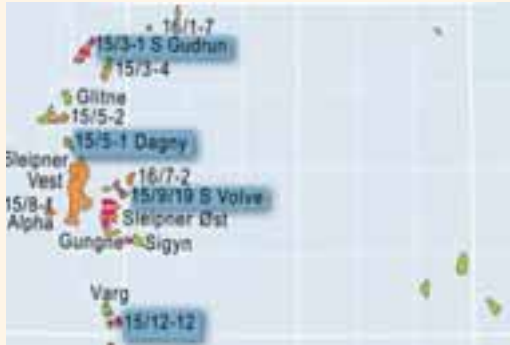 16/1-7
15/3-1 S Gudrun
15/3-4
Glitne
15/5-2
15/5-1 Dagny
Sleipner
Vest
16/7-2
15/9/19 S Volve
15/8-4
Alpha
Sleipner Øst
Gungne
Sigyn
Varg
15/12-12